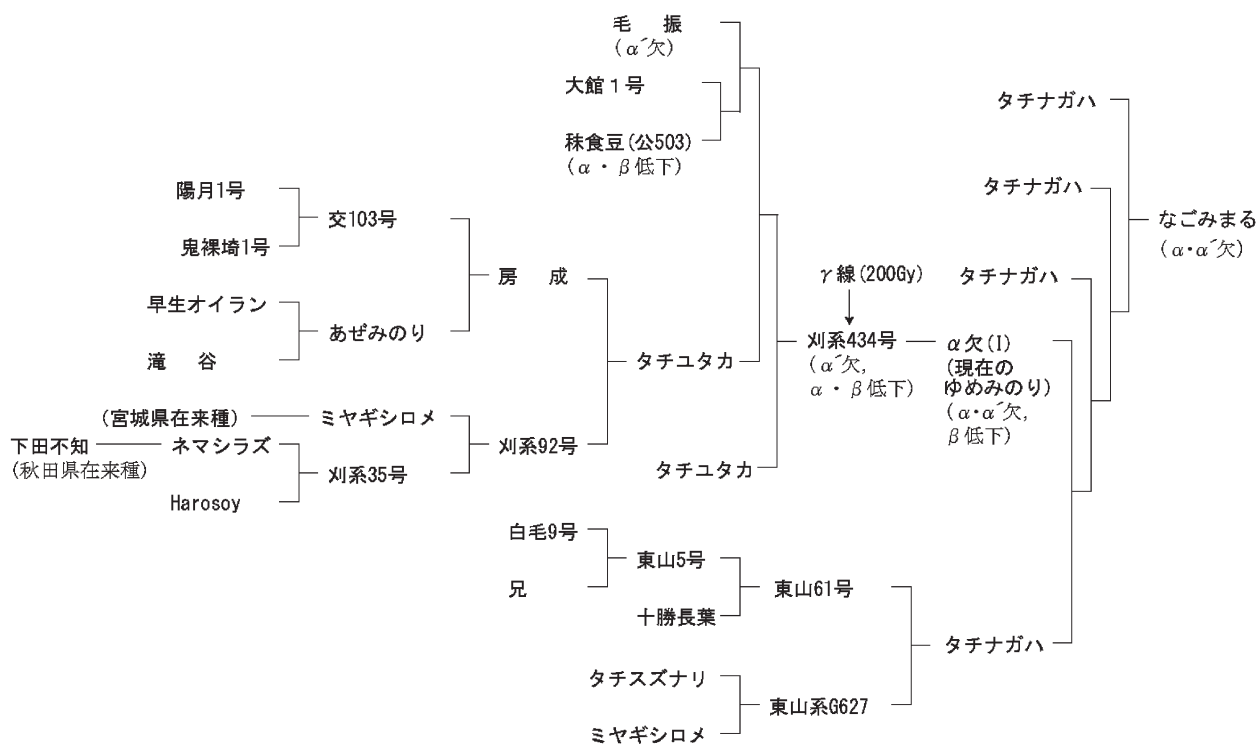 毛　振
(α´欠)
大館１号
秣食豆(公503)
(α・β低下)
タチナガハ
タチナガハ
陽月1号
交103号
鬼裸埼1号
なごみまる
(α・α´欠)
房　成
γ線(200Gy)
タチナガハ
早生オイラン
あぜみのり
滝　谷
タチユタカ
刈系434号
(α´欠,
α・β低下)
α欠(I)
(現在の
ゆめみのり)
(α・α´欠,
β低下)
(宮城県在来種)
ミヤギシロメ
下田不知
(秋田県在来種)
ネマシラズ
刈系92号
刈系35号
Harosoy
タチユタカ
白毛9号
東山5号
兄
東山61号
十勝長葉
タチナガハ
タチスズナリ
東山系G627
ミヤギシロメ